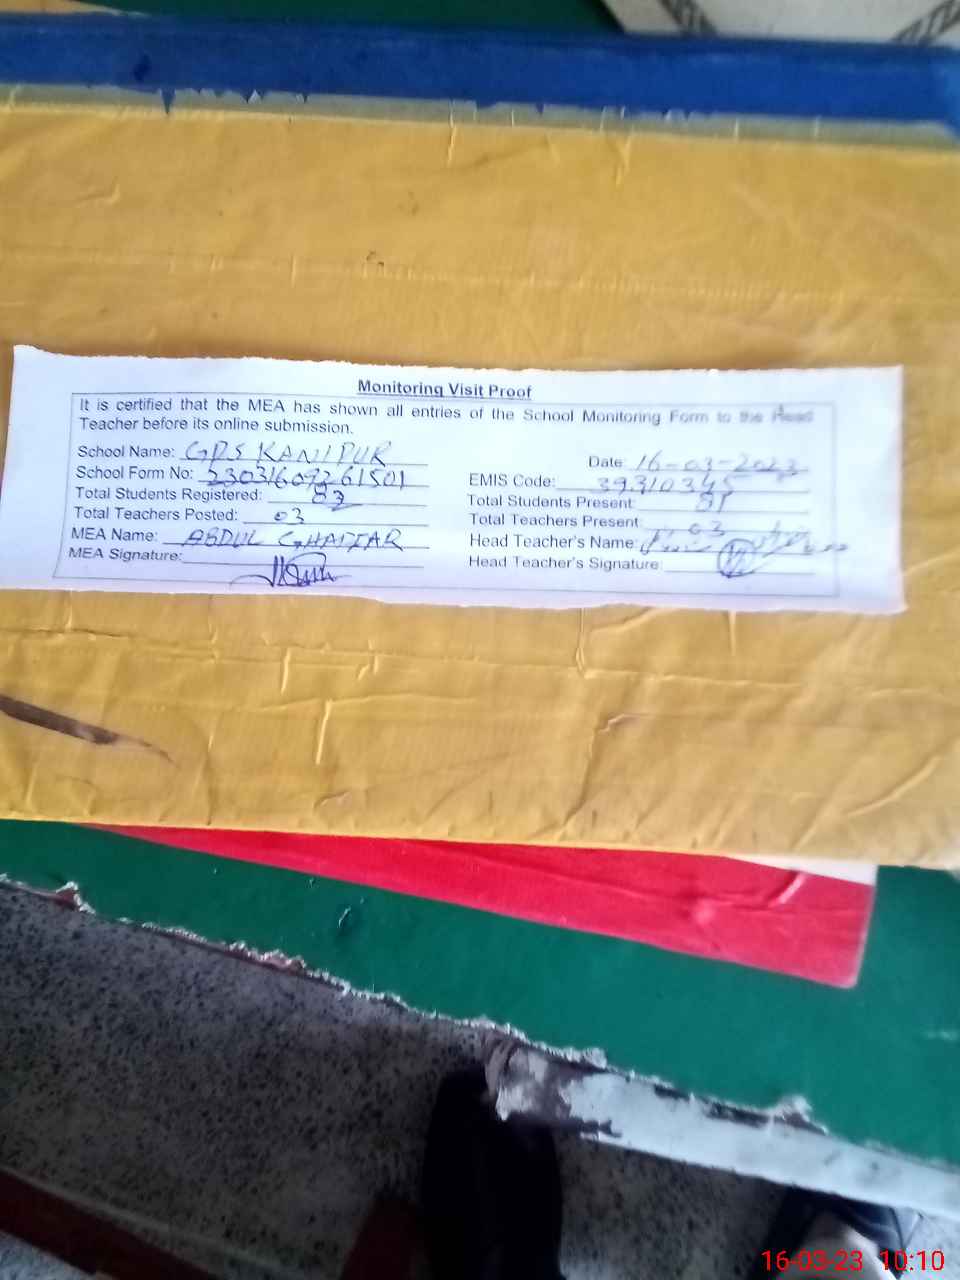 Monitoring Visit Proof
It is certified that the MEA has shown all entries of the School Monitoring Form to the Head
Teacher before its online submission.
School Name: GPS KANIPUR
Date: 16-03-2023
School Form No:
EMIS Code: 39310345
Total Students Registered: 83
Total Students Present: 81
Total Teachers Posted: 03
Total Teachers Present: 03
MEA Name: ABDUL GHAFFAR
Head Teacher's Name:
MEA Signature:
Head Teacher's Signature:
16-03-23 10:10